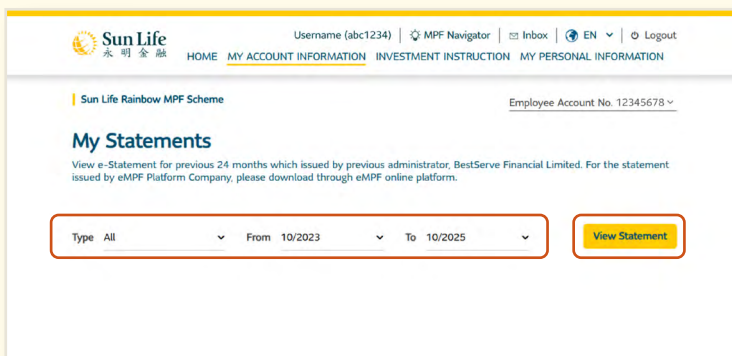 Sun Life
永明金融
Username (abc1234) | MPF Navigator | Inbox | EN | Logout
HOME MY ACCOUNT INFORMATION INVESTMENT INSTRUCTION MY PERSONAL INFORMATION
Sun Life Rainbow MPF Scheme
Employee Account No. 12345678
My Statements
View e-Statement for previous 24 months which issued by previous administrator, BestServe Financial Limited. For the statement
issued by eMPF Platform Company, please download through eMPF online platform.
Type All From 10/2023 To 10/2025 View Statement